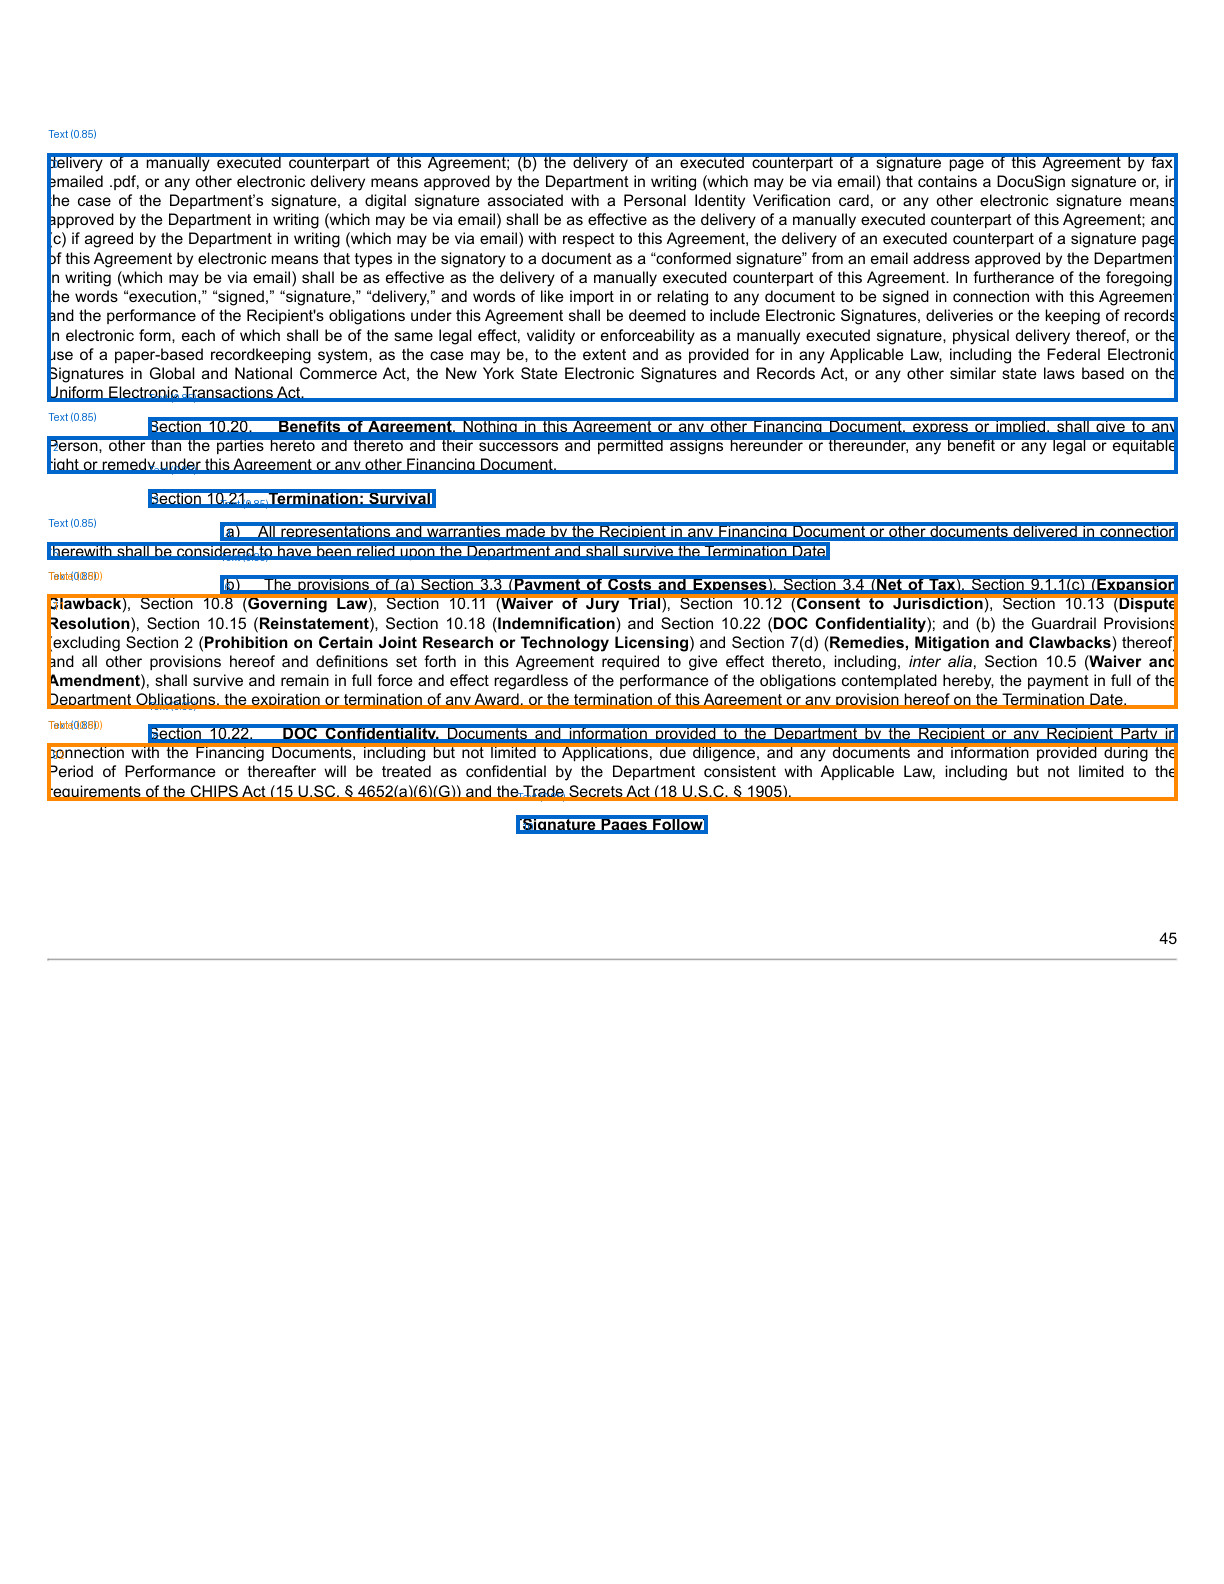 Text (0.85)
delivery of a manually executed counterpart of this Agreement; (b) the delivery of an executed counterpart of a signature page of this Agreement by fax,
emailed .pdf, or any other electronic delivery means approved by the Department in writing (which may be via email) that contains a DocuSign signature or, in
the case of the Department’s signature, a digital signature associated with a Personal Identity Verification card, or any other electronic signature means
approved by the Department in writing (which may be via email) shall be as effective as the delivery of a manually executed counterpart of this Agreement; and
(c) if agreed by the Department in writing (which may be via email) with respect to this Agreement, the delivery of an executed counterpart of a signature page
of this Agreement by electronic means that types in the signatory to a document as a “conformed signature” from an email address approved by the Department
in writing (which may be via email) shall be as effective as the delivery of a manually executed counterpart of this Agreement. In furtherance of the foregoing,
the words “execution,” “signed,” “signature,” “delivery,” and words of like import in or relating to any document to be signed in connection with this Agreement
and the performance of the Recipient's obligations under this Agreement shall be deemed to include Electronic Signatures, deliveries or the keeping of records
in electronic form, each of which shall be of the same legal effect, validity or enforceability as a manually executed signature, physical delivery thereof, or the
use of a paper-based recordkeeping system, as the case may be, to the extent and as provided for in any Applicable Law, including the Federal Electronic
Signatures in Global and National Commerce Act, the New York State Electronic Signatures and Records Act, or any other similar state laws based on the
Uniform Electronic Transactions Act.
Text (0.85)
Section 10.20. Benefits of Agreement. Nothing in this Agreement or any other Financing Document, express or implied, shall give to any
Person, other than the parties hereto and thereto and their successors and permitted assigns hereunder or thereunder, any benefit or any legal or equitable
right or remedy under this Agreement or any other Financing Document.
Section 10.21. Termination; Survival
Text (0.85)
a) All representations and warranties made by the Recipient in any Financing Document or other documents delivered in connection
therewith shall be considered to have been relied upon the Department and shall survive the Termination Date
b) The provisions of (a) Section 3.3 (Payment of Costs and Expenses), Section 3.4 (Net of Tax), Section 9.1.1(c) (Expansion
Clawback), Section 10.8 (Governing Law), Section 10.11 (Waiver of Jury Trial), Section 10.12 (Consent to Jurisdiction), Section 10.13 (Dispute
Resolution), Section 10.15 (Reinstatement), Section 10.18 (Indemnification) and Section 10.22 (DOC Confidentiality); and (b) the Guardrail Provisions
(excluding Section 2 (Prohibition on Certain Joint Research or Technology Licensing) and Section 7(d) (Remedies, Mitigation and Clawbacks) thereof)
and all other provisions hereof and definitions set forth in this Agreement required to give effect thereto, including, inter alia, Section 10.5 (Waiver and
Amendment), shall survive and remain in full force and effect regardless of the performance of the obligations contemplated hereby, the payment in full of the
Department Obligations, the expiration or termination of any Award, or the termination of this Agreement or any provision hereof on the Termination Date.
Section 10.22. DOC Confidentiality. Documents and information provided to the Department by the Recipient or any Recipient Party in
connection with the Financing Documents, including but not limited to Applications, due diligence, and any documents and information provided during the
Period of Performance or thereafter will be treated as confidential by the Department consistent with Applicable Law, including but not limited to the
requirements of the CHIPS Act (15 U.SC. § 4652(a)(6)(G)) and the Trade Secrets Act (18 U.S.C. § 1905).
Signature Pages Follow
45